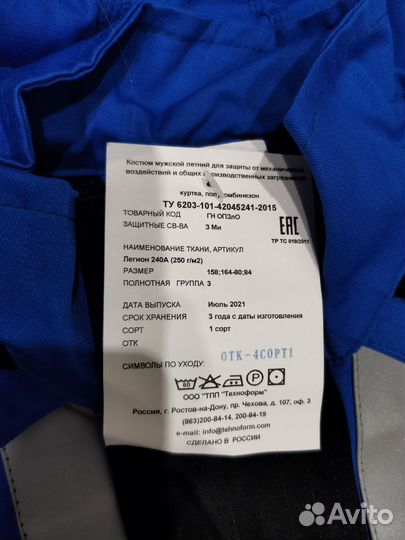 Костюм мужской летний для защиты от механических
воздействий и общих производственных загрязнений
куртка, полукомбинезон
ТУ 6203-101-42045241-2015
ТОВАРНЫЙ КОД ГН ОПЗлО
ЗАЩИТНЫЕ СВ-ВА З Ми
EAC
ТР ТС 019/2011
НАИМЕНОВАНИЕ ТКАНИ, АРТИКУЛ
Легион 240А (250 г/м2)
РАЗМЕР 158;164-80;84
ПОЛНОТНАЯ ГРУППА 3
ДАТА ВЫПУСКА Июль 2021
СРОК ХРАНЕНИЯ 3 года с даты изготовления
СОРТ 1 сорт
ОТК ОТК-4СОРТ1
СИМВОЛЫ ПО УХОДУ:
60 P
ООО "ТПП "Техноформ"
Россия, г. Ростов-на-Дону, пр. Чехова, д. 107, оф. 3
(863)200-84-14, 200-84-19
e-mail: info@tehnoform.com
СДЕЛАНО В РОССИИ
Avito